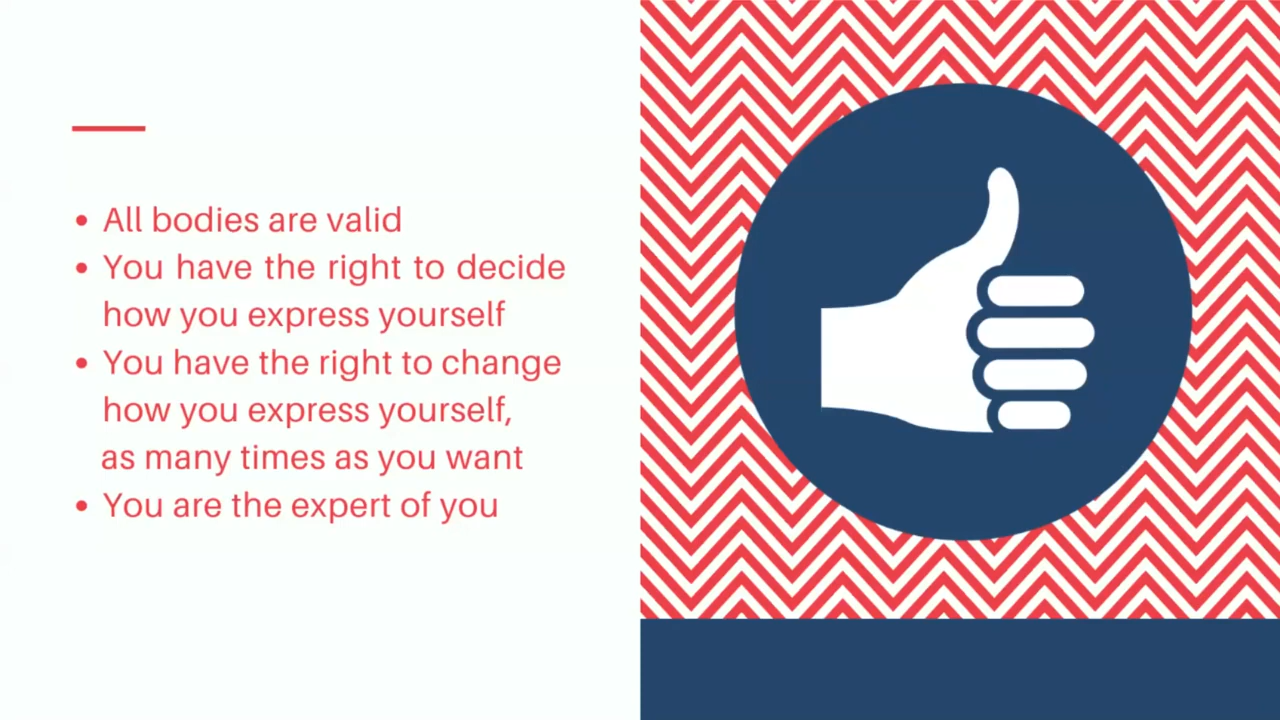 • All bodies are valid
• You have the right to decide
how you express yourself
• You have the right to change
how you express yourself,
as many times as you want
• You are the expert of you